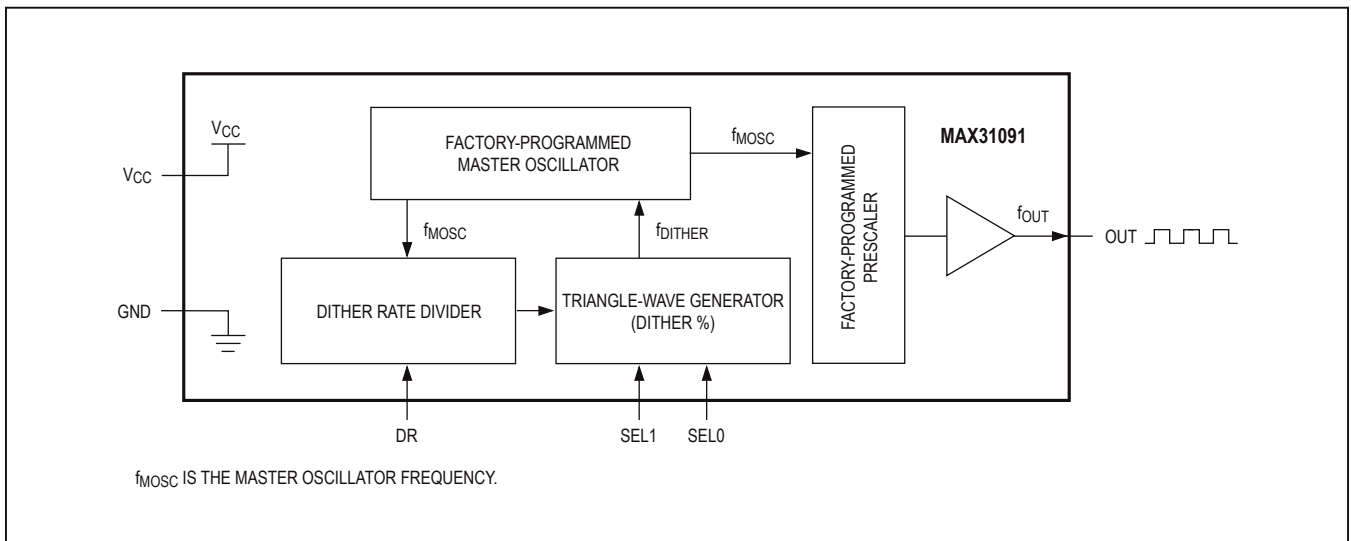 VCC
VCC
FACTORY-PROGRAMMED
MASTER OSCILLATOR
fMOSC
MAX31091
FACTORY-PROGRAMMED
PRESCALER
fMOSC
fDITHER
fOUT
OUT
GND
DITHER RATE DIVIDER
TRIANGLE-WAVE GENERATOR
(DITHER %)
DR
SEL1
SEL0
fMOSC IS THE MASTER OSCILLATOR FREQUENCY.